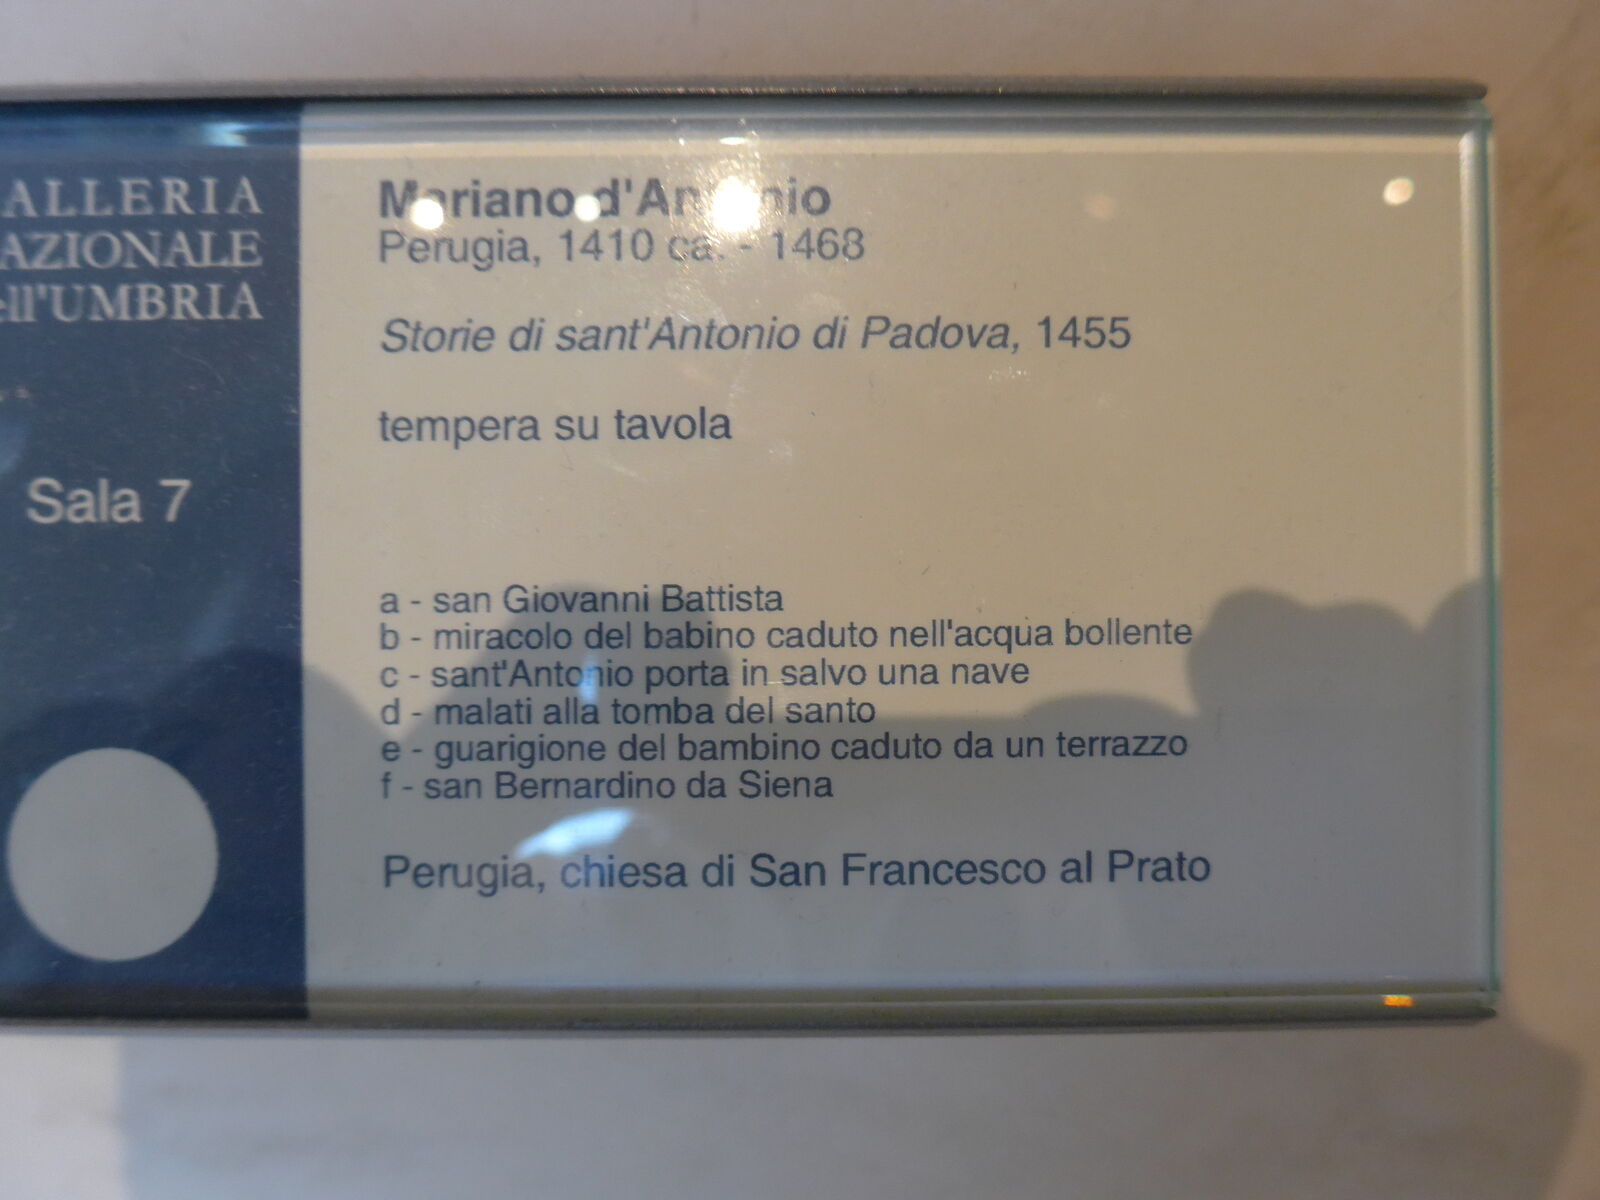 ALLERIA
AZIONALE
ell'UMBRIA
Sala 7
Mariano d'Antonio
Perugia, 1410 ca. - 1468
Storie di sant'Antonio di Padova, 1455
tempera su tavola
a - san Giovanni Battista
b - miracolo del babino caduto nell'acqua bollente
c - sant'Antonio porta in salvo una nave
d - malati alla tomba del santo
e - guarigione del bambino caduto da un terrazzo
f - san Bernardino da Siena
Perugia, chiesa di San Francesco al Prato